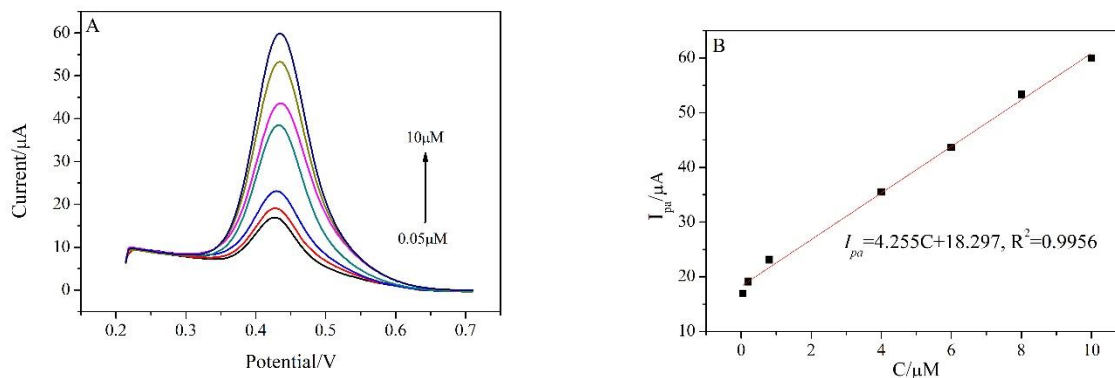 A
60
50
40
30
20
10
0
Current/μA
10μM
0.05μM
0.2 0.3 0.4 0.5 0.6 0.7
Potential/V
B
60
50
40
30
20
10
I_pa/μA
I_pa=4.255C+18.297, R²=0.9956
0 2 4 6 8 10
C/μM